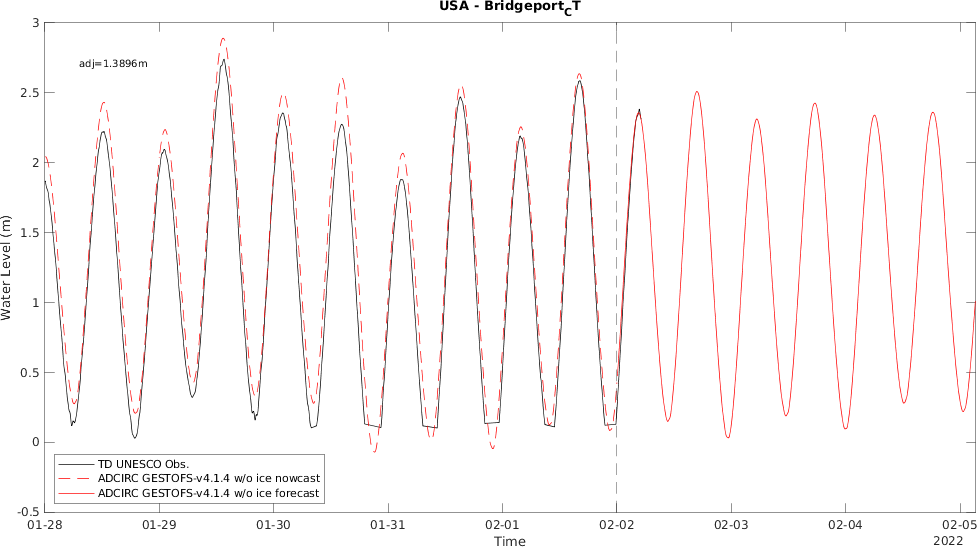 USA - Bridgeport_CT
3
adj=1.3896m
2.5
2
1.5
1
0.5
0
-0.5
Water Level (m)
TD UNESCO Obs.
ADCIRC GESTOFS-v4.1.4 w/o ice nowcast
ADCIRC GESTOFS-v4.1.4 w/o ice forecast
01-28 01-29 01-30 01-31 02-01 02-02 02-03 02-04 02-05
Time
2022